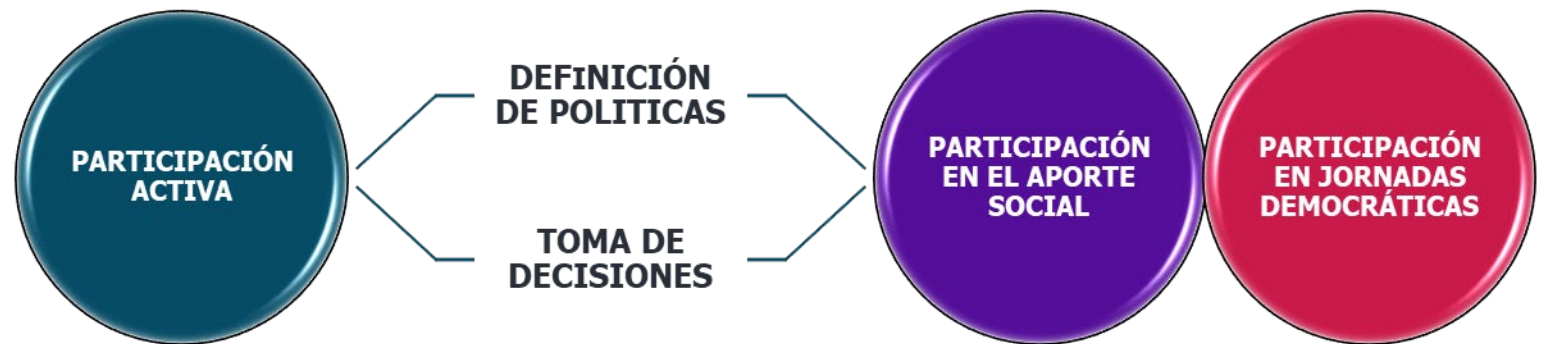 PARTICIPACIÓN
ACTIVA
DEFINICIÓN
DE POLITICAS
TOMA DE
DECISIONES
PARTICIPACIÓN
EN EL APORTE
SOCIAL
PARTICIPACIÓN
EN JORNADAS
DEMOCRÁTICAS